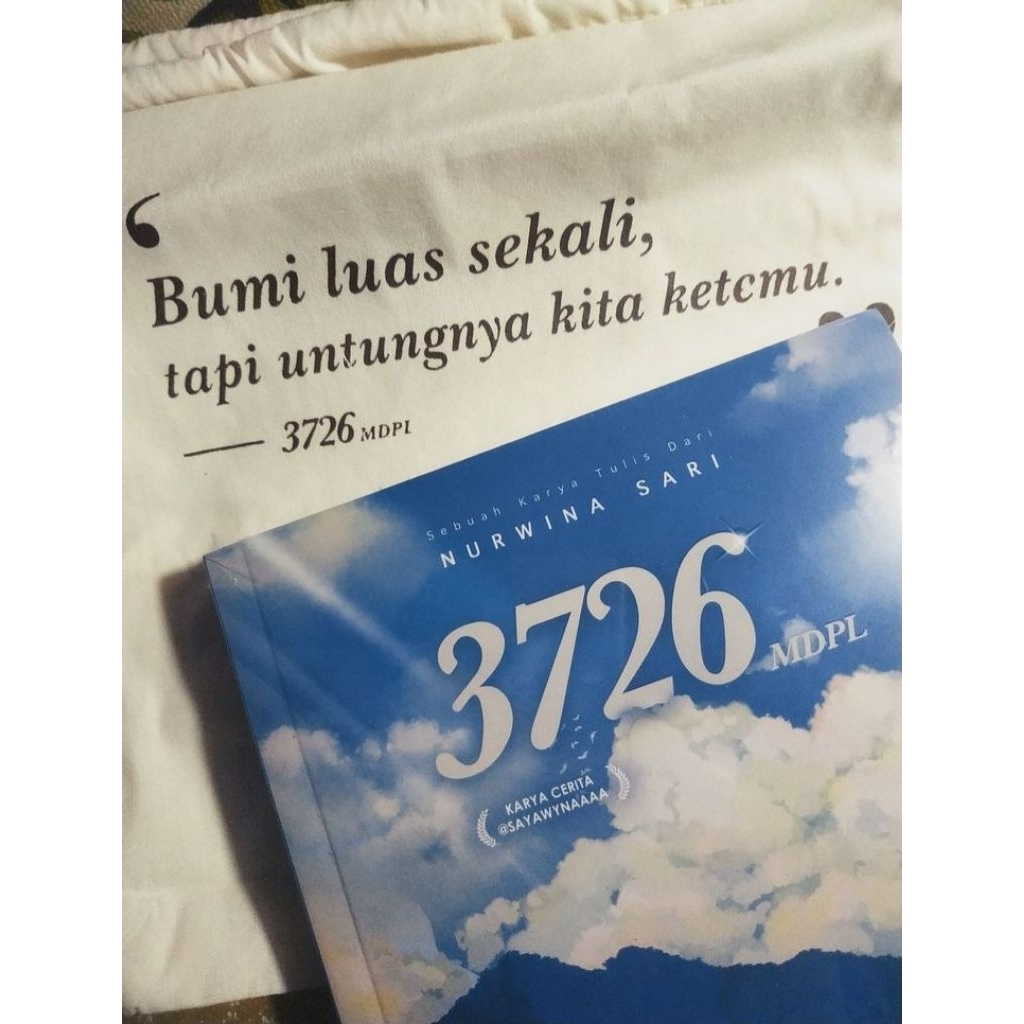 ‘
Bumi luas sekali,
tapi untungnya kita ketemu.
— 3726 MDPL
Sebuah Karya Tulis Dari
NURWINA SARI
3726 MDPL
KARYA CERITA
@SAYAWYNAAAA